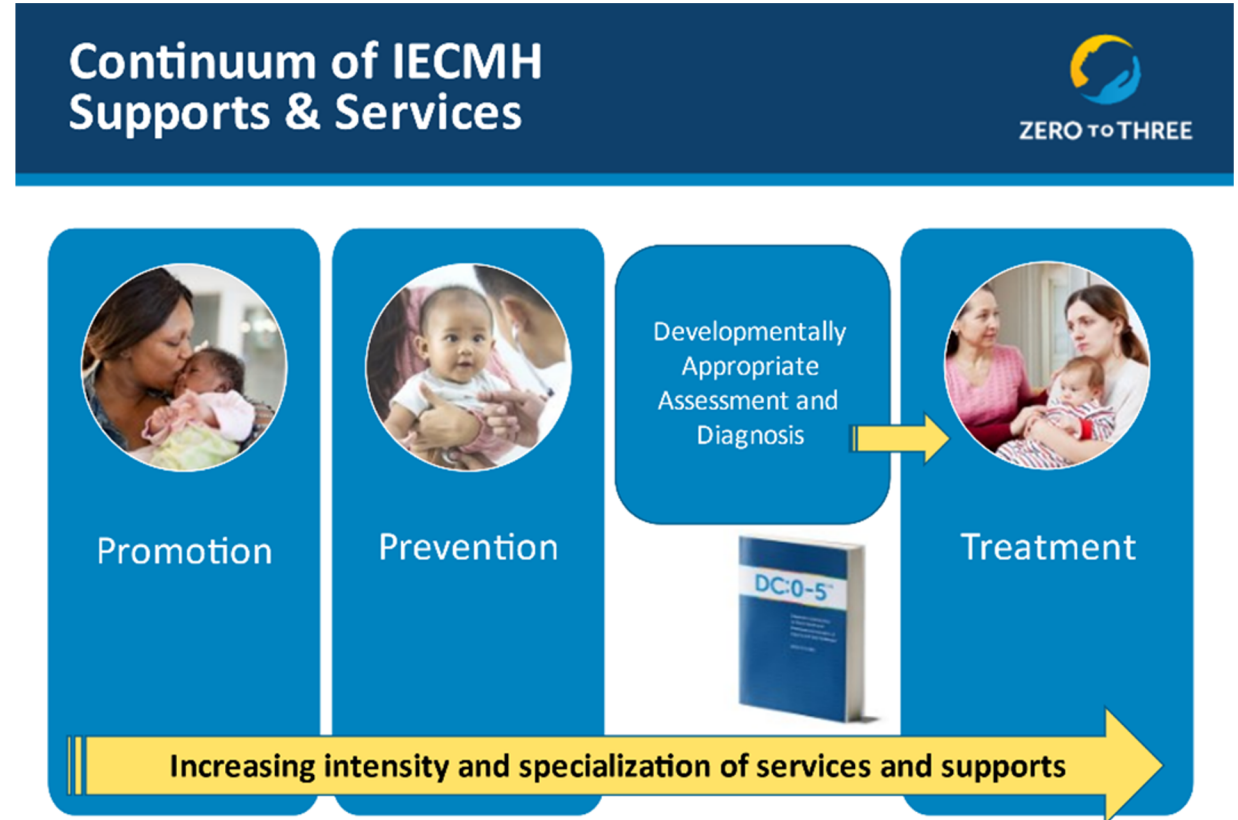 Continuum of IECMH
Supports & Services
ZERO TO THREE
Developmentally
Appropriate
Assessment and
Diagnosis
Promotion
Prevention
Treatment
DC:0-5™
Increasing intensity and specialization of services and supports